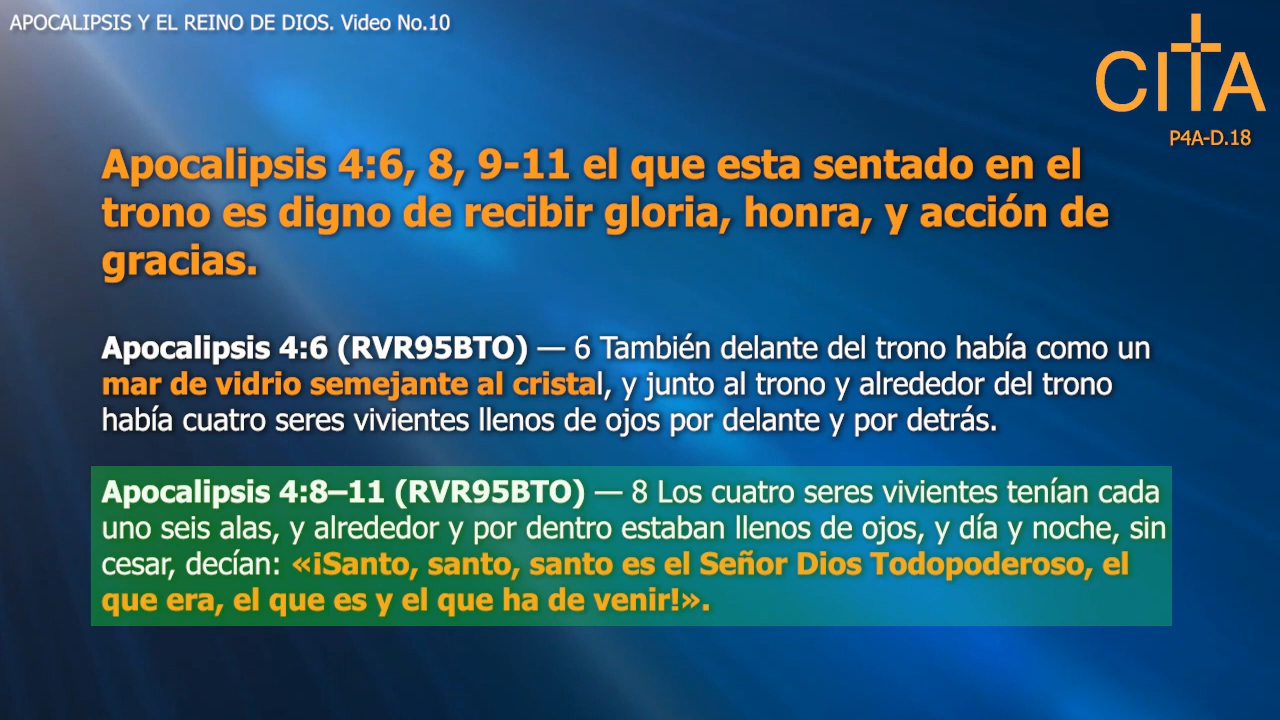 APOCALIPSIS Y EL REINO DE DIOS. Video No.10
CITA
P4A-D.18
Apocalipsis 4:6, 8, 9-11 el que esta sentado en el
trono es digno de recibir gloria, honra, y acción de
gracias.
Apocalipsis 4:6 (RVR95BTO) — 6 También delante del trono había como un
mar de vidrio semejante al cristal, y junto al trono y alrededor del trono
había cuatro seres vivientes llenos de ojos por delante y por detrás.
Apocalipsis 4:8–11 (RVR95BTO) — 8 Los cuatro seres vivientes tenían cada
uno seis alas, y alrededor y por dentro estaban llenos de ojos, y día y noche, sin
cesar, decían: «¡Santo, santo, santo es el Señor Dios Todopoderoso, el
que era, el que es y el que ha de venir!».